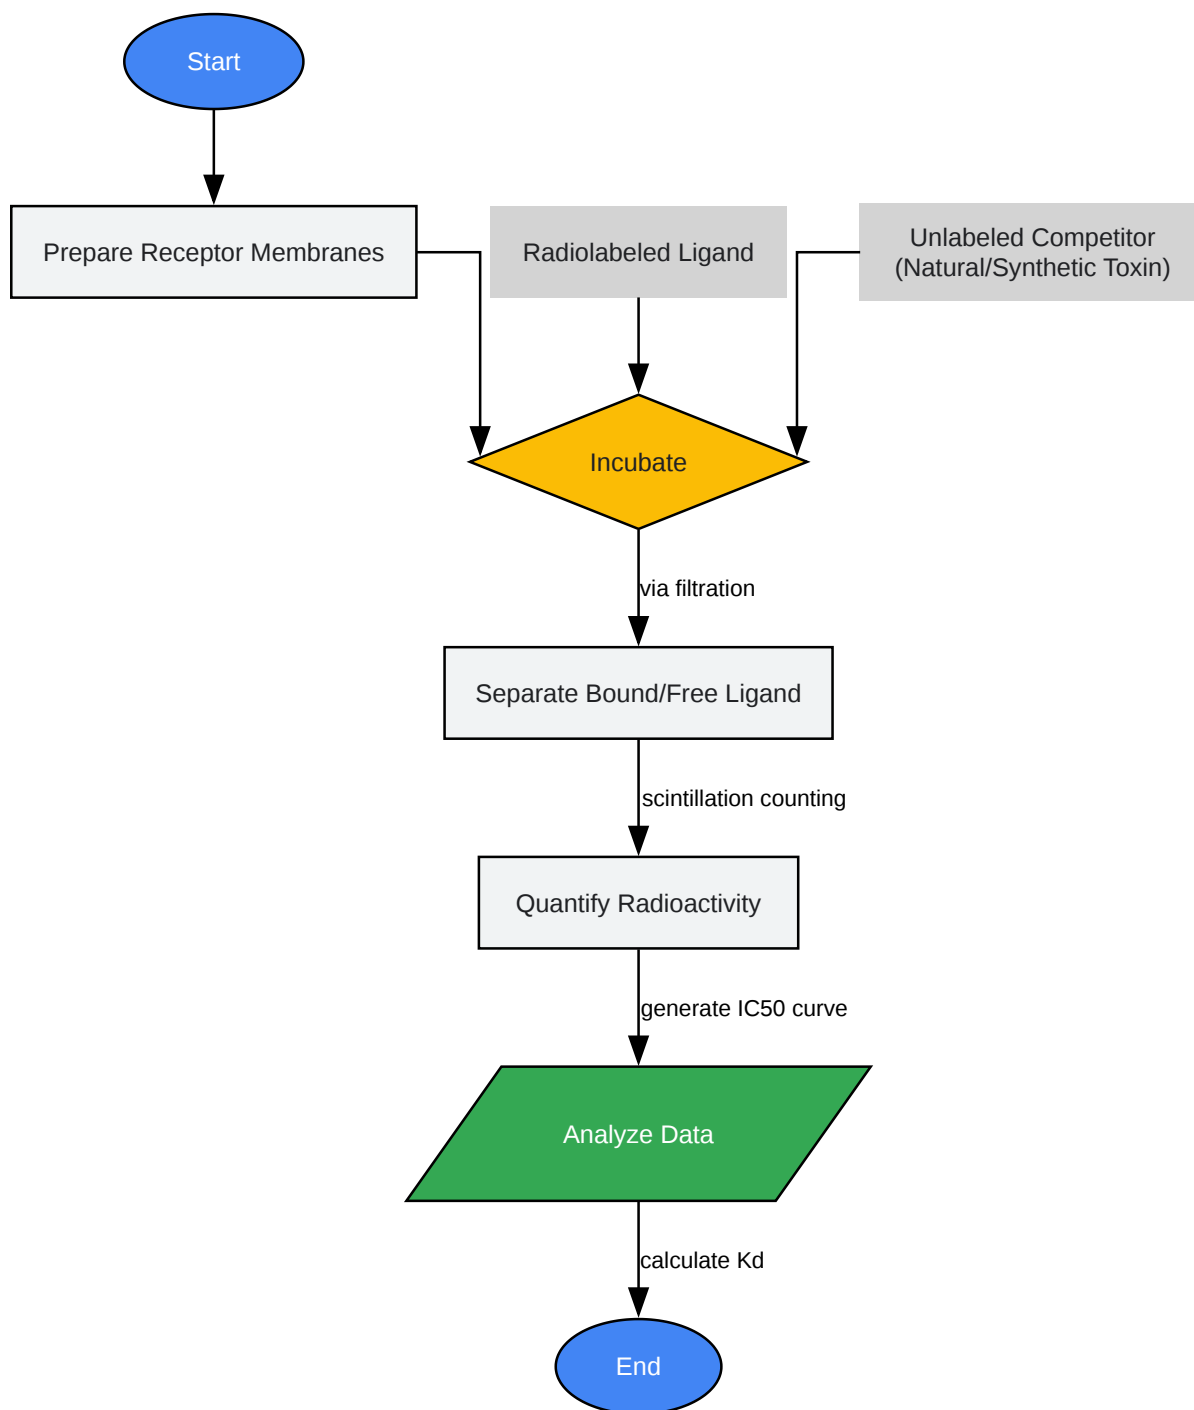 Start
Prepare Receptor Membranes
Radiolabeled Ligand
Unlabeled Competitor
(Natural/Synthetic Toxin)
Incubate
via filtration
Separate Bound/Free Ligand
scintillation counting
Quantify Radioactivity
generate IC50 curve
Analyze Data
calculate Kd
End